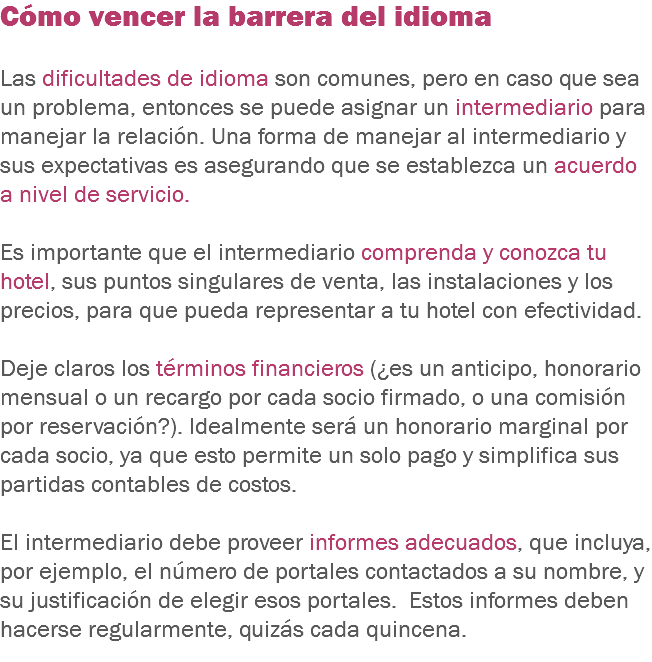 Cómo vencer la barrera del idioma
Las dificultades de idioma son comunes, pero en caso que sea
un problema, entonces se puede asignar un intermediario para
manejar la relación. Una forma de manejar al intermediario y
sus expectativas es asegurando que se establezca un acuerdo
a nivel de servicio.
Es importante que el intermediario comprenda y conozca tu
hotel, sus puntos singulares de venta, las instalaciones y los
precios, para que pueda representar a tu hotel con efectividad.
Deje claros los términos financieros (¿es un anticipo, honorario
mensual o un recargo por cada socio firmado, o una comisión
por reservación?). Idealmente será un honorario marginal por
cada socio, ya que esto permite un solo pago y simplifica sus
partidas contables de costos.
El intermediario debe proveer informes adecuados, que incluya,
por ejemplo, el número de portales contactados a su nombre, y
su justificación de elegir esos portales.  Estos informes deben
hacerse regularmente, quizás cada quincena.